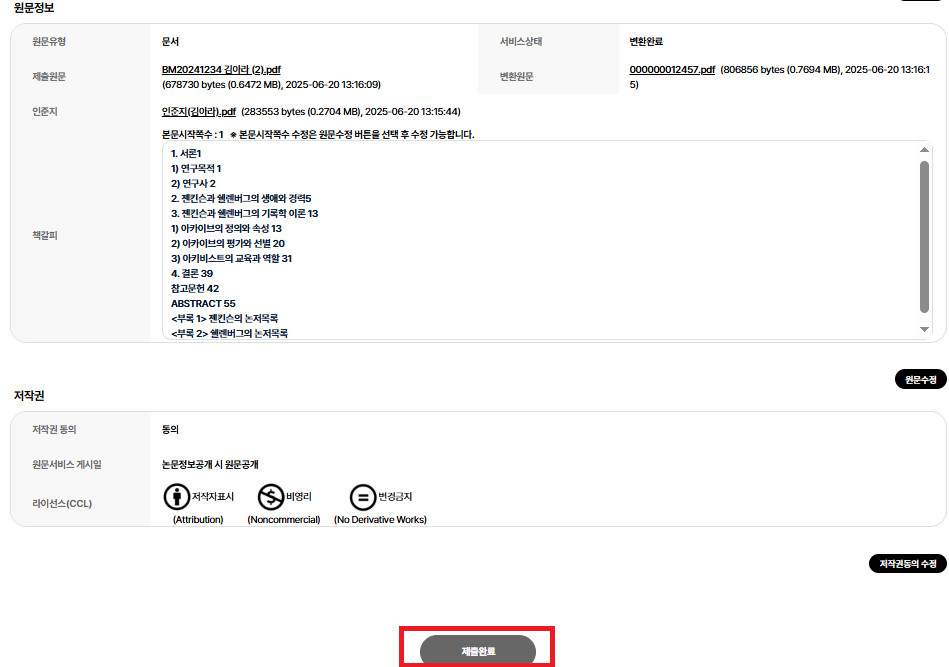 원문정보
원문유형 문서 서비스상태 변환완료
제출원문 BM20241234 김이라 (2).pdf
(678730 bytes (0.6472 MB), 2025-06-20 13:16:09)
변환원문 000000012457.pdf (806856 bytes (0.7694 MB), 2025-06-20 13:16:1
5)
인준지 인준지(김이라).pdf (283553 bytes (0.2704 MB), 2025-06-20 13:15:44)
본문시작쪽수 : 1 ※ 본문시작쪽수 수정은 원문수정 버튼을 선택 후 수정 가능합니다.
책갈피
1. 서론1
1) 연구목적 1
2) 연구사 2
2. 젠킨슨과 쉘렌버그의 생애와 경력5
3. 젠킨슨과 쉘렌버그의 기록학 이론 13
1) 아카이브의 정의와 속성 13
2) 아카이브의 평가와 선별 20
3) 아키비스트의 교육과 역할 31
4. 결론 39
참고문헌 42
ABSTRACT 55
<부록 1> 젠킨슨의 논저목록
<부록 2> 쉘렌버그의 논저목록
원문수정
저작권
저작권 동의 동의
원문서비스 게시일 논문정보공개 시 원문공개
라이선스(CCL)
저작자표시 비영리 변경금지
(Attribution) (Noncommercial) (No Derivative Works)
저작권동의 수정
제출완료